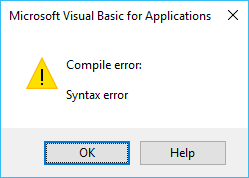 Microsoft Visual Basic for Applications
Compile error:
Syntax error
OK
Help